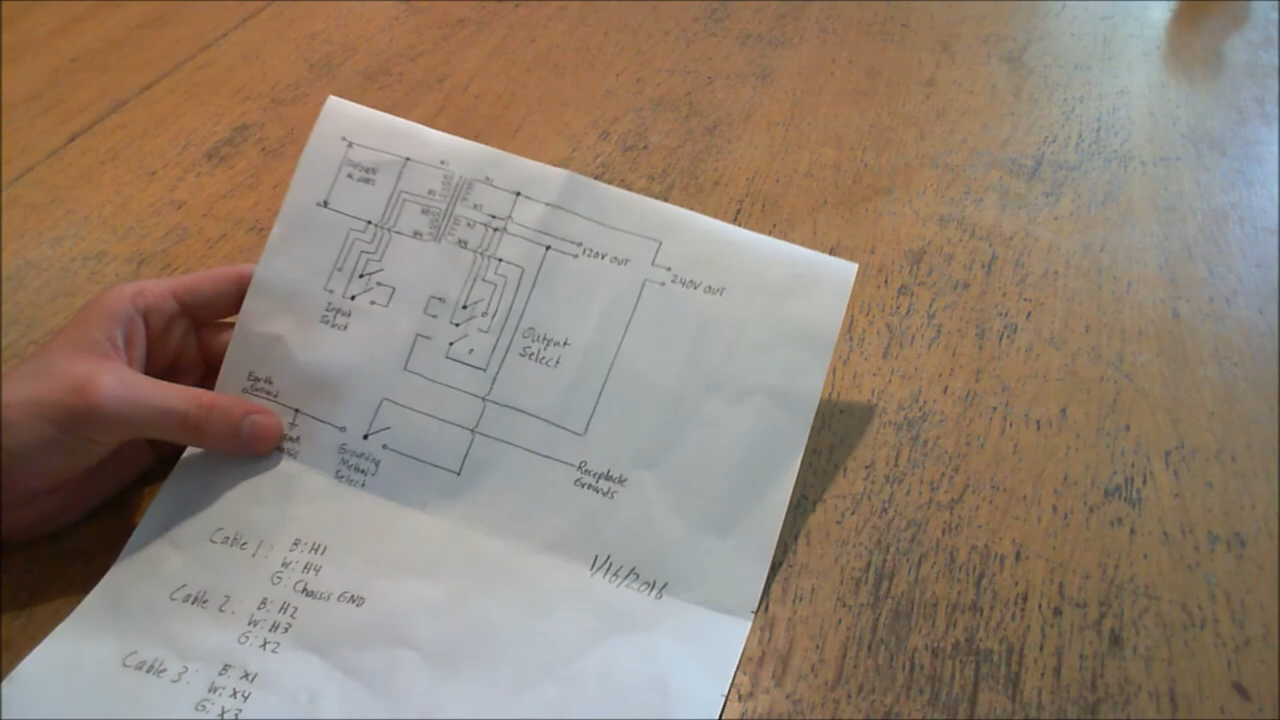 120V OUT
240V OUT
Input
Select
Output
Select
Earth
Ground
Grounding
Method
Select
Receptacle
Grounds
1/16/2016
Cable 1: B: H1
W: H4
G: Chassis GND
Cable 2: B: H2
W: H3
G: X2
Cable 3: B: X1
W: X4
G: X3